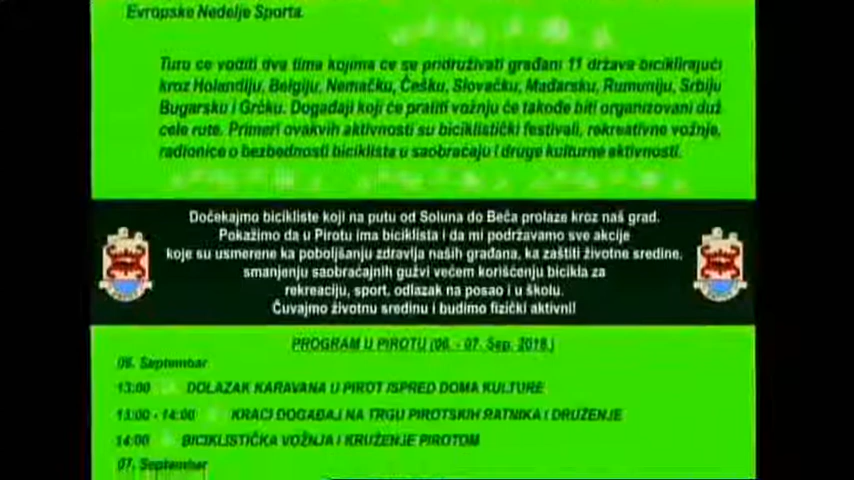 Evropske Nedelje Sporta.
Turu će voditi dva tima kojima će se pridruživati građani 11 država biciklirajući
kroz Holandiju, Belgiju, Nemačku, Češku, Slovačku, Mađarsku, Rumuniju, Srbiju
Bugarsku i Grčku. Događaji koji će pratiti vožnju će takođe biti organizovani duž
cele rute. Primeri ovakvih aktivnosti su biciklistički festivali, rekreativne vožnje,
radionice o bezbednosti biciklista u saobraćaju i druge kulturne aktivnosti.
Dočekajmo bicikliste koji na putu od Soluna do Beča prolaze kroz naš grad.
Pokažimo da u Pirotu ima biciklista i da mi podržavamo sve akcije
koje su usmerene ka poboljšanju zdravlja naših građana, ka zaštiti životne sredine,
smanjenju saobraćajnih gužvi većem korišćenju bicikla za
rekreaciju, sport, odlazak na posao i u školu.
Čuvajmo životnu sredinu i budimo fizički aktivni!
PROGRAM U PIROTU (06. - 07. Sep. 2018.)
06. Septembar
13:00 DOLAZAK KARAVANA U PIROT ISPRED DOMA KULTURE
13:00 - 14:00 KRAĆI DOGAĐAJ NA TRGU PIROTSKIH RATNIKA I DRUŽENJE
14:00 BICIKLISTIČKA VOŽNJA I KRUŽENJE PIROTOM
07. Septembar